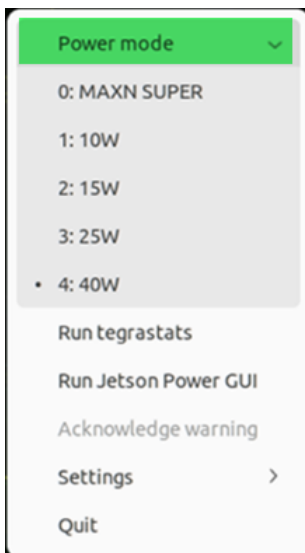 Power mode
0: MAXN SUPER
1: 10W
2: 15W
3: 25W
• 4: 40W
Run tegrastats
Run Jetson Power GUI
Acknowledge warning
Settings
Quit